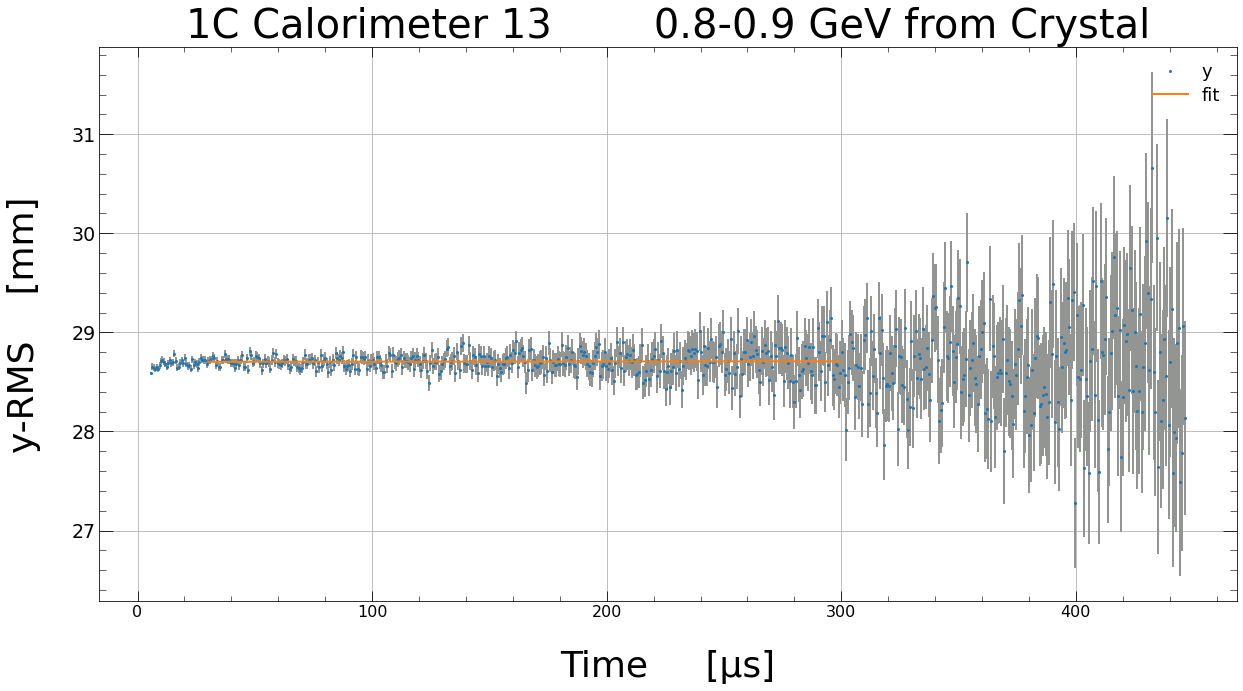 1C Calorimeter 13 0.8-0.9 GeV from Crystal
y
fit
y-RMS [mm]
31
30
29
28
27
0 100 200 300 400
Time [µs]